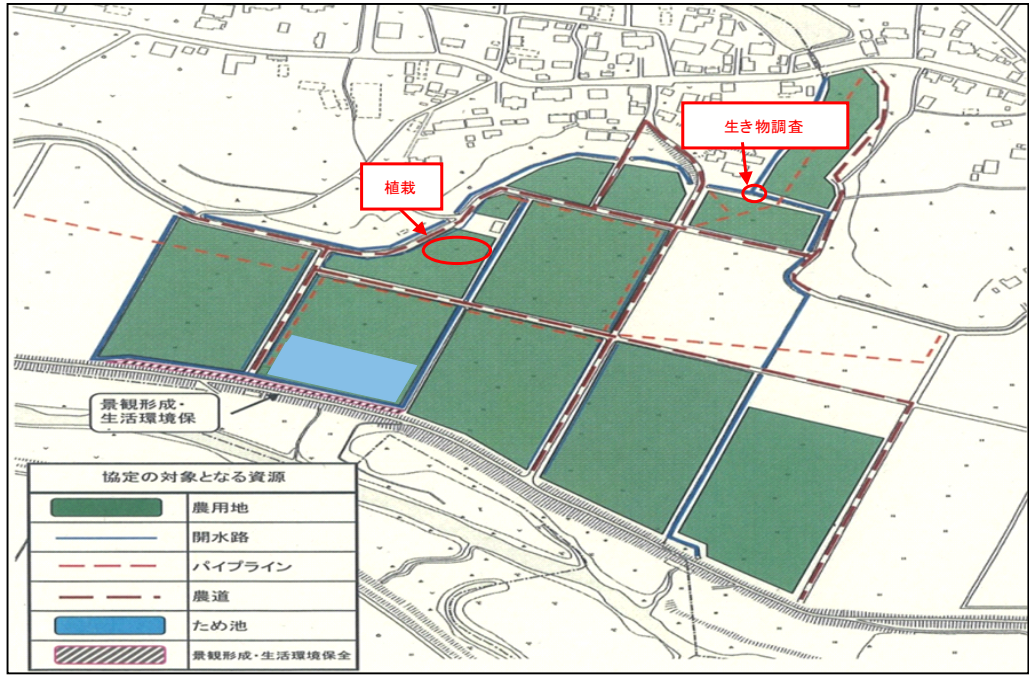 生き物調査
植栽
景観形成・
生活環境保
協定の対象となる資源
農用地
開水路
パイプライン
農道
ため池
景観形成・生活環境保全